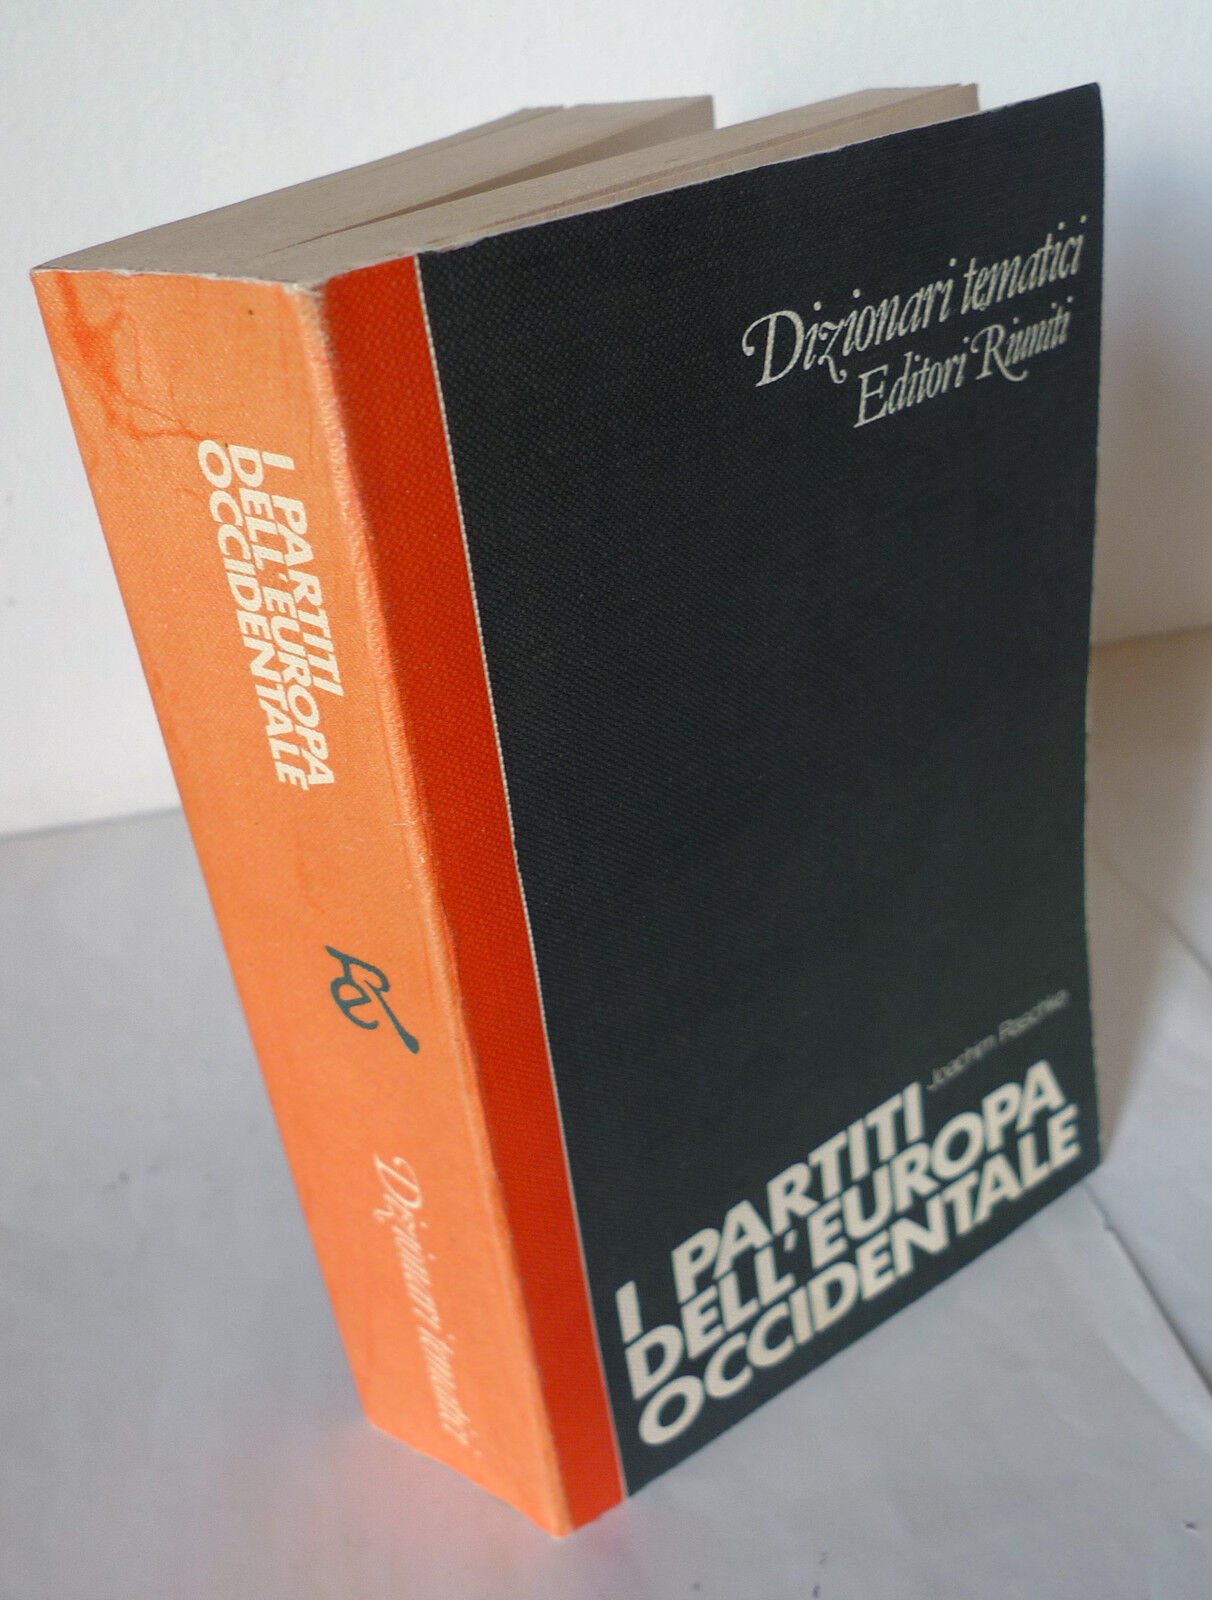 I PARTITI
DELL'EUROPA
OCCIDENTALE
Dizionari tematici
Dizionari tematici
Editori Riuniti
Joachim Raschke
I PARTITI
DELL'EUROPA
OCCIDENTALE